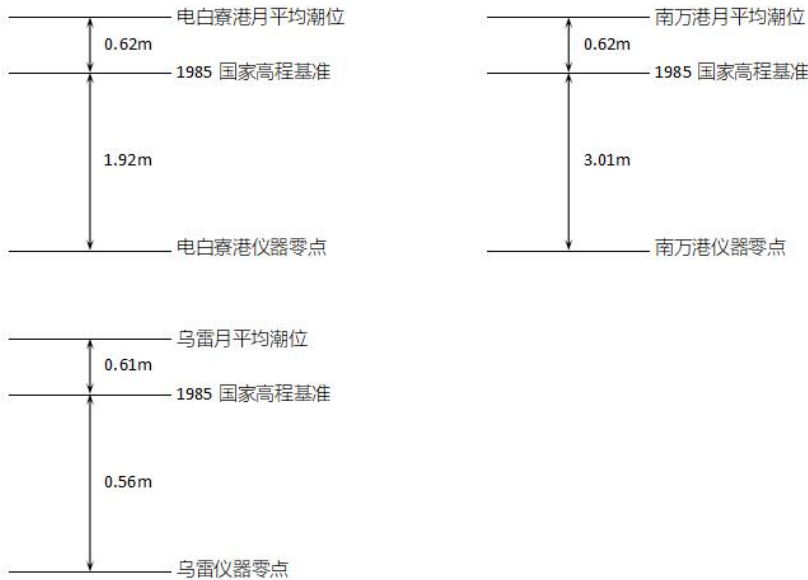 电白寮港月平均潮位
0.62m
1985 国家高程基准
1.92m
电白寮港仪器零点
南万港月平均潮位
0.62m
1985 国家高程基准
3.01m
南万港仪器零点
乌雷月平均潮位
0.61m
1985 国家高程基准
0.56m
乌雷仪器零点